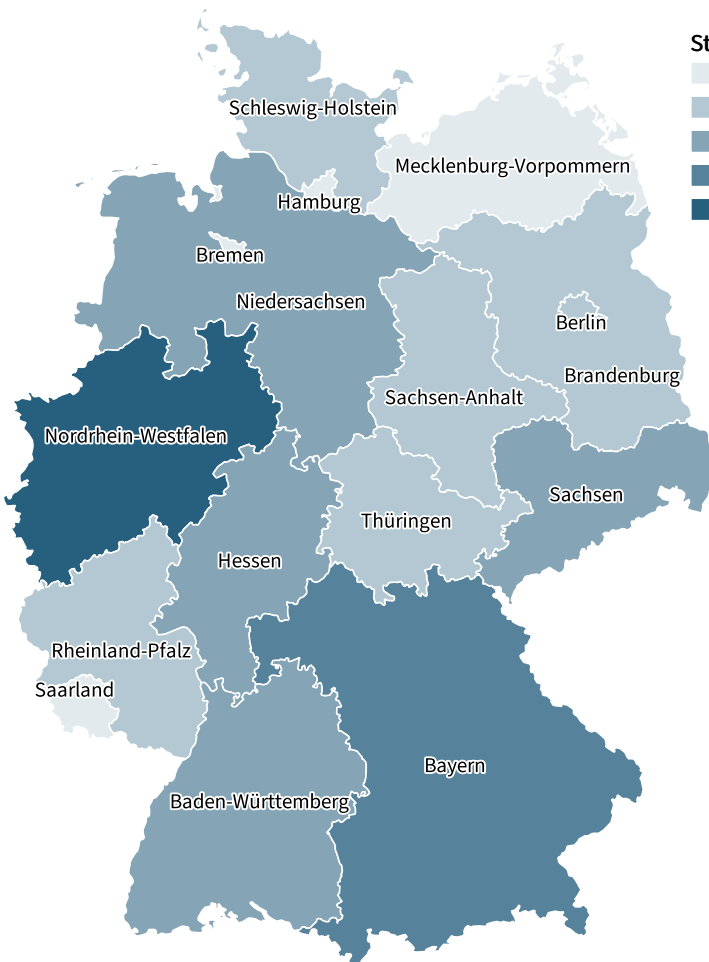 St
Schleswig-Holstein
Mecklenburg-Vorpommern
Hamburg
Bremen
Niedersachsen
Berlin
Brandenburg
Sachsen-Anhalt
Nordrhein-Westfalen
Sachsen
Thüringen
Hessen
Rheinland-Pfalz
Saarland
Bayern
Baden-Württemberg